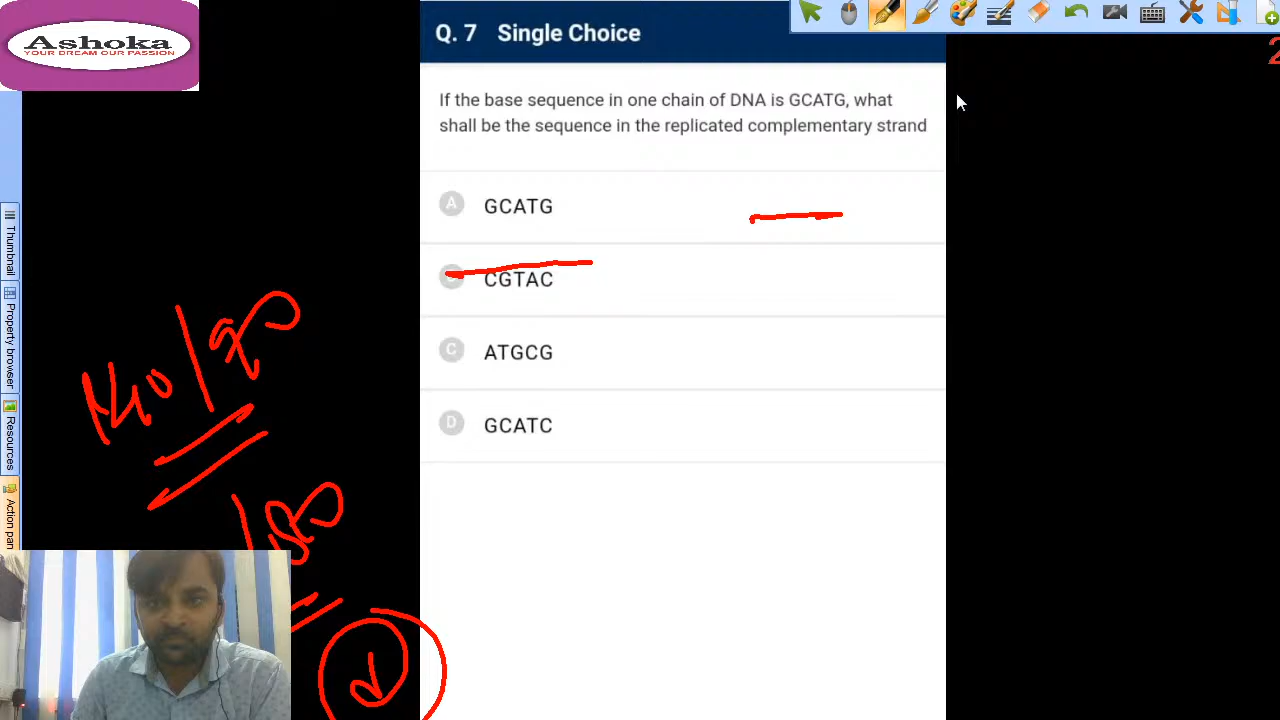 Ashoka
YOUR DREAM OUR PASSION
Q. 7 Single Choice
If the base sequence in one chain of DNA is GCATG, what
shall be the sequence in the replicated complementary strand
A GCATG
CGTAC
C ATGCG
D GCATC
Thumbnail
Property browser
Resources
Action pan
2